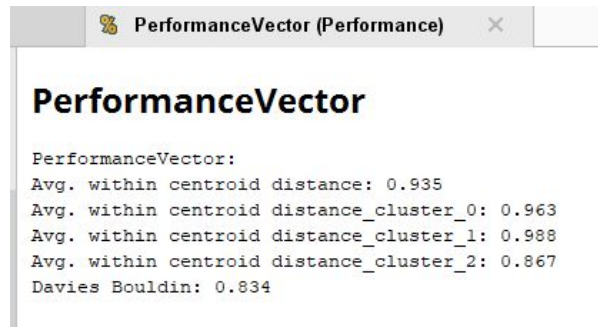 PerformanceVector (Performance)
PerformanceVector
PerformanceVector:
Avg. within centroid distance: 0.935
Avg. within centroid distance_cluster_0: 0.963
Avg. within centroid distance_cluster_1: 0.988
Avg. within centroid distance_cluster_2: 0.867
Davies Bouldin: 0.834